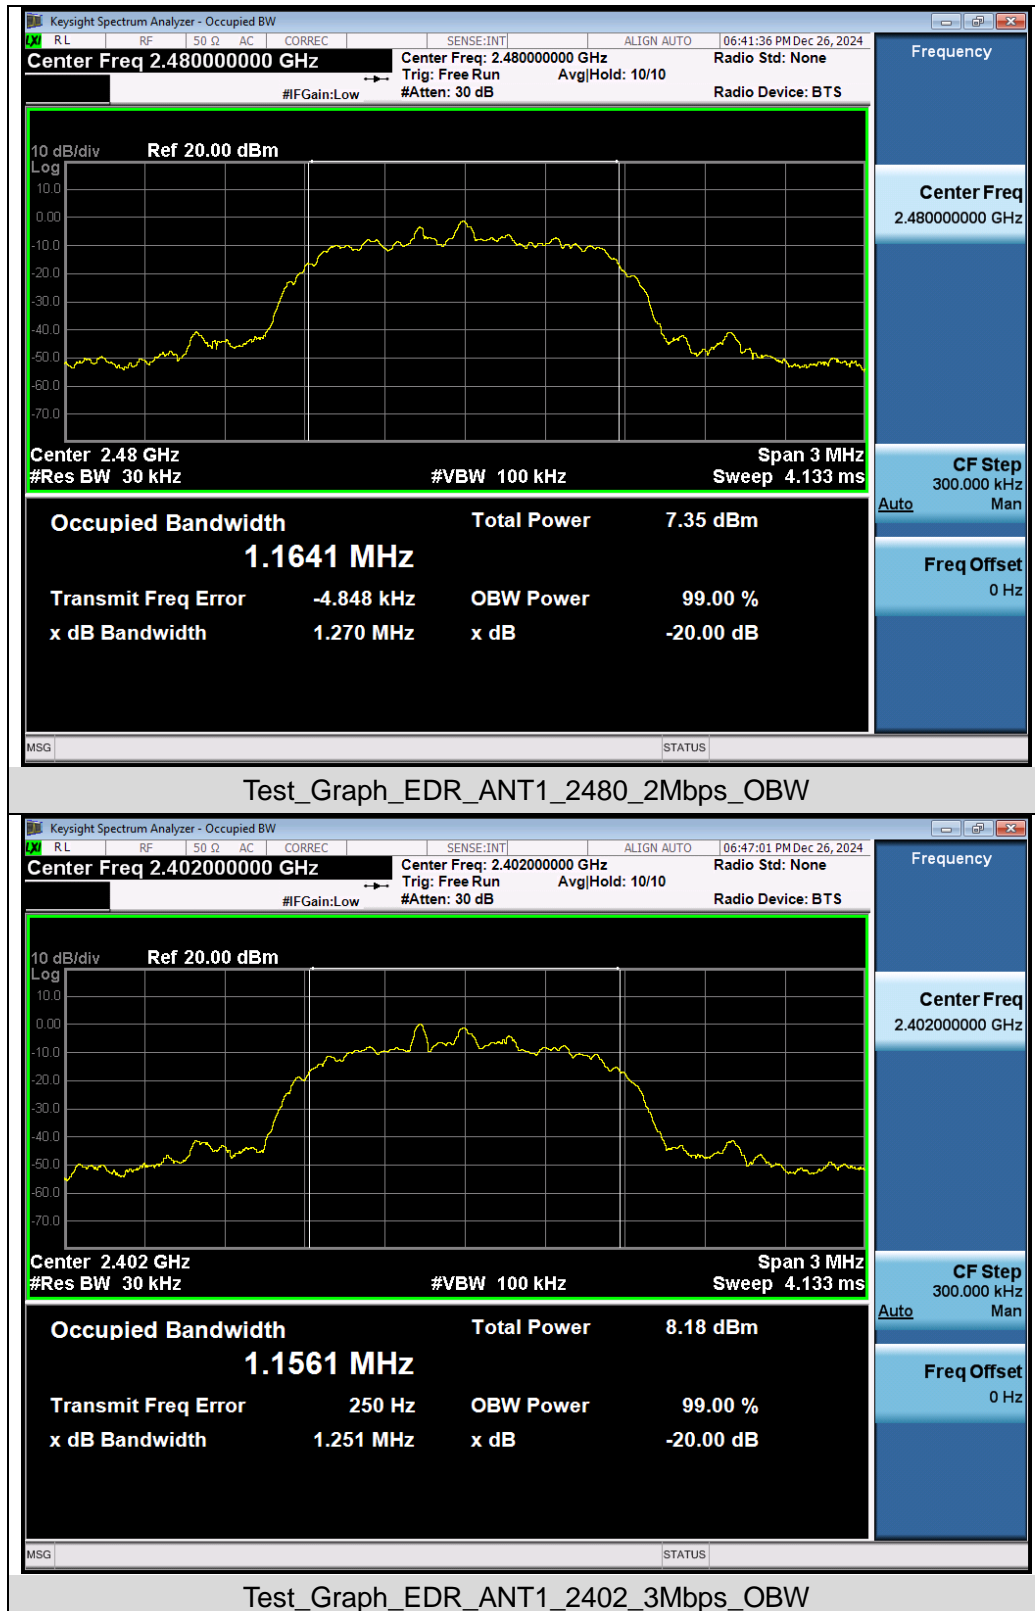 Keysight Spectrum Analyzer - Occupied BW
LXI RL RF 50 Ω AC CORREC SENSE:INT ALIGN AUTO 06:41:36 PM Dec 26, 2024
Center Freq 2.480000000 GHz Center Freq: 2.480000000 GHz Radio Std: None
Trig: Free Run Avg|Hold: 10/10
#IFGain:Low #Atten: 30 dB Radio Device: BTS
Frequency
10 dB/div Ref 20.00 dBm
Log
10.0
0.00
-10.0
-20.0
-30.0
-40.0
-50.0
-60.0
-70.0
Center 2.48 GHz Span 3 MHz
#Res BW 30 kHz #VBW 100 kHz Sweep 4.133 ms
Center Freq
2.480000000 GHz
CF Step
300.000 kHz
Auto Man
Freq Offset
0 Hz
Occupied Bandwidth Total Power 7.35 dBm
1.1641 MHz
Transmit Freq Error -4.848 kHz OBW Power 99.00 %
x dB Bandwidth 1.270 MHz x dB -20.00 dB
MSG STATUS
Test_Graph_EDR_ANT1_2480_2Mbps_OBW
Keysight Spectrum Analyzer - Occupied BW
LXI RL RF 50 Ω AC CORREC SENSE:INT ALIGN AUTO 06:47:01 PM Dec 26, 2024
Center Freq 2.402000000 GHz Center Freq: 2.402000000 GHz Radio Std: None
Trig: Free Run Avg|Hold: 10/10
#IFGain:Low #Atten: 30 dB Radio Device: BTS
Frequency
10 dB/div Ref 20.00 dBm
Log
10.0
0.00
-10.0
-20.0
-30.0
-40.0
-50.0
-60.0
-70.0
Center 2.402 GHz Span 3 MHz
#Res BW 30 kHz #VBW 100 kHz Sweep 4.133 ms
Center Freq
2.402000000 GHz
CF Step
300.000 kHz
Auto Man
Freq Offset
0 Hz
Occupied Bandwidth Total Power 8.18 dBm
1.1561 MHz
Transmit Freq Error 250 Hz OBW Power 99.00 %
x dB Bandwidth 1.251 MHz x dB -20.00 dB
MSG STATUS
Test_Graph_EDR_ANT1_2402_3Mbps_OBW